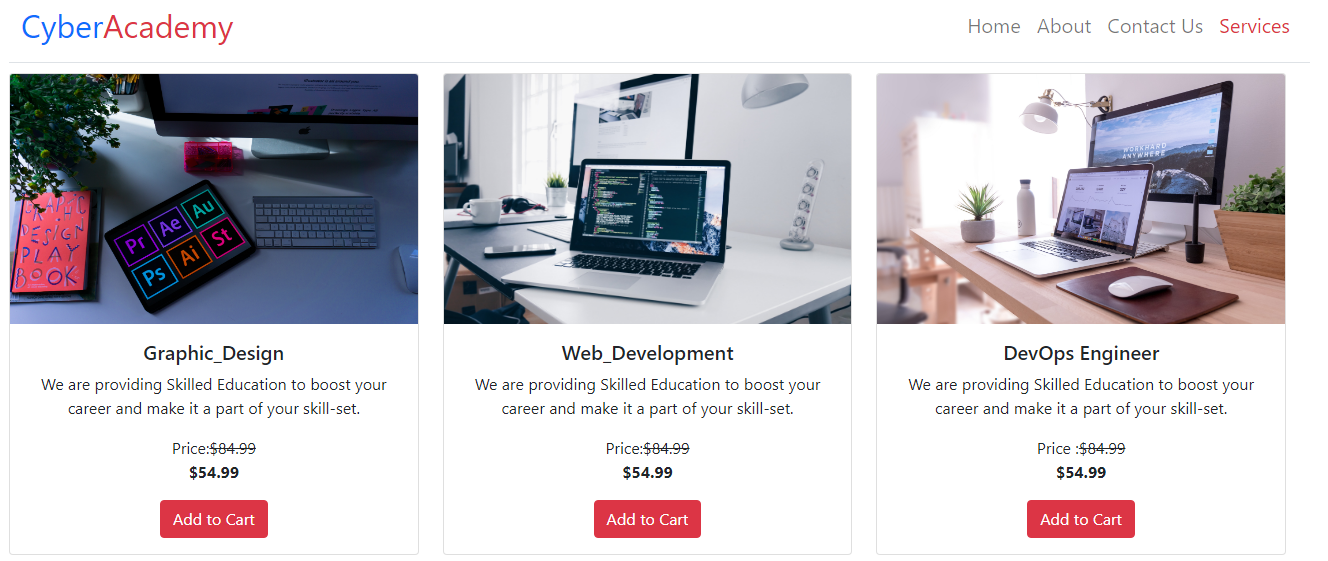 CyberAcademy
Home About Contact Us Services
GRAPHIC
DESIGN
PLAY
BOOK
Pr Ae Au
Ps Ai St
WORKHARD
ANYWHERE
Graphic_Design
We are providing Skilled Education to boost your
career and make it a part of your skill-set.
Price:$84.99
$54.99
Add to Cart
Web_Development
We are providing Skilled Education to boost your
career and make it a part of your skill-set.
Price:$84.99
$54.99
Add to Cart
DevOps Engineer
We are providing Skilled Education to boost your
career and make it a part of your skill-set.
Price :$84.99
$54.99
Add to Cart